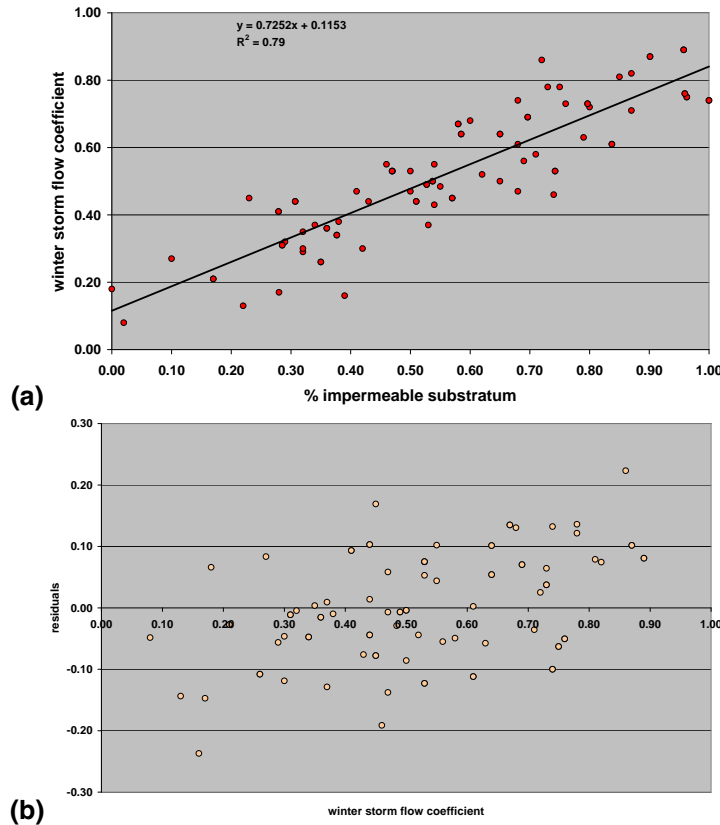 y = 0.7252x + 0.1153
R² = 0.79
1.00
0.80
0.60
0.40
0.20
0.00
winter storm flow coefficient
0.00 0.10 0.20 0.30 0.40 0.50 0.60 0.70 0.80 0.90 1.00
% impermeable substratum
(a)
0.30
0.20
0.10
0.00
-0.10
-0.20
-0.30
residuals
0.00 0.10 0.20 0.30 0.40 0.50 0.60 0.70 0.80 0.90 1.00
winter storm flow coefficient
(b)